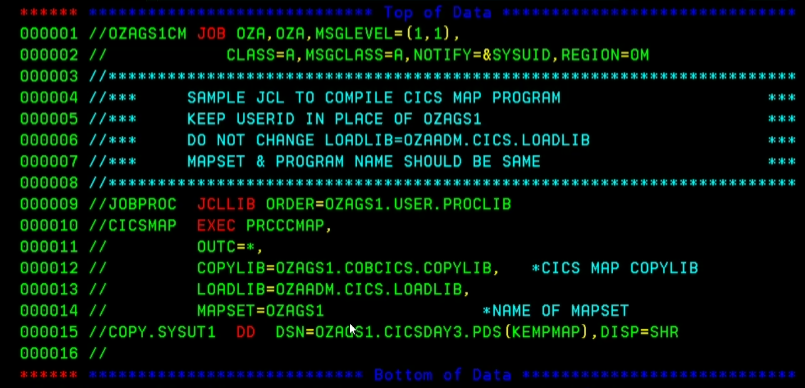 ****** ***************************** Top of Data ******************************
000001 //OZAGS1CM JOB OZA,OZA,MSGLEVEL=(1,1),
000002 //            CLASS=A,MSGCLASS=A,NOTIFY=&SYSUID,REGION=0M
000003 //**********************************************************************
000004 //***     SAMPLE JCL TO COMPILE CICS MAP PROGRAM                     ***
000005 //***     KEEP USERID IN PLACE OF OZAGS1                             ***
000006 //***     DO NOT CHANGE LOADLIB=OZAADM.CICS.LOADLIB                  ***
000007 //***     MAPSET & PROGRAM NAME SHOULD BE SAME                       ***
000008 //**********************************************************************
000009 //JOBPROC  JCLLIB ORDER=OZAGS1.USER.PROCLIB
000010 //CICSMAP  EXEC PRCCCMAP,
000011 //         OUTC=*,
000012 //         COPYLIB=OZAGS1.COBCICS.COPYLIB,   *CICS MAP COPYLIB
000013 //         LOADLIB=OZAADM.CICS.LOADLIB,
000014 //         MAPSET=OZAGS1                *NAME OF MAPSET
000015 //COPY.SYSUT1  DD  DSN=OZAGS1.CICSDAY3.PDS(KEMPMAP),DISP=SHR
000016 //
****** **************************** Bottom of Data ****************************